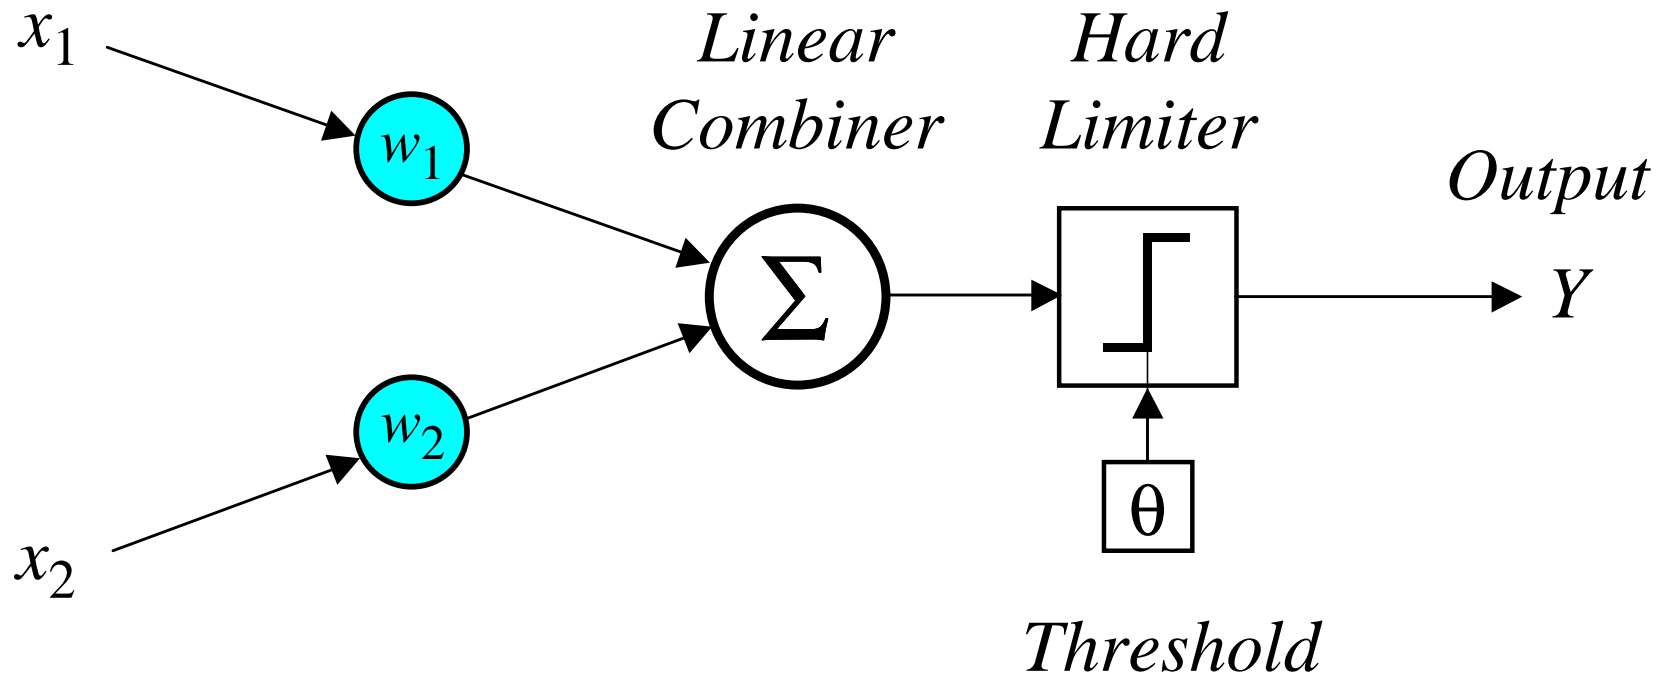 x₁
Linear
Combiner
Hard
Limiter
w₁
Output
Σ
Y
w₂
θ
x₂
Threshold